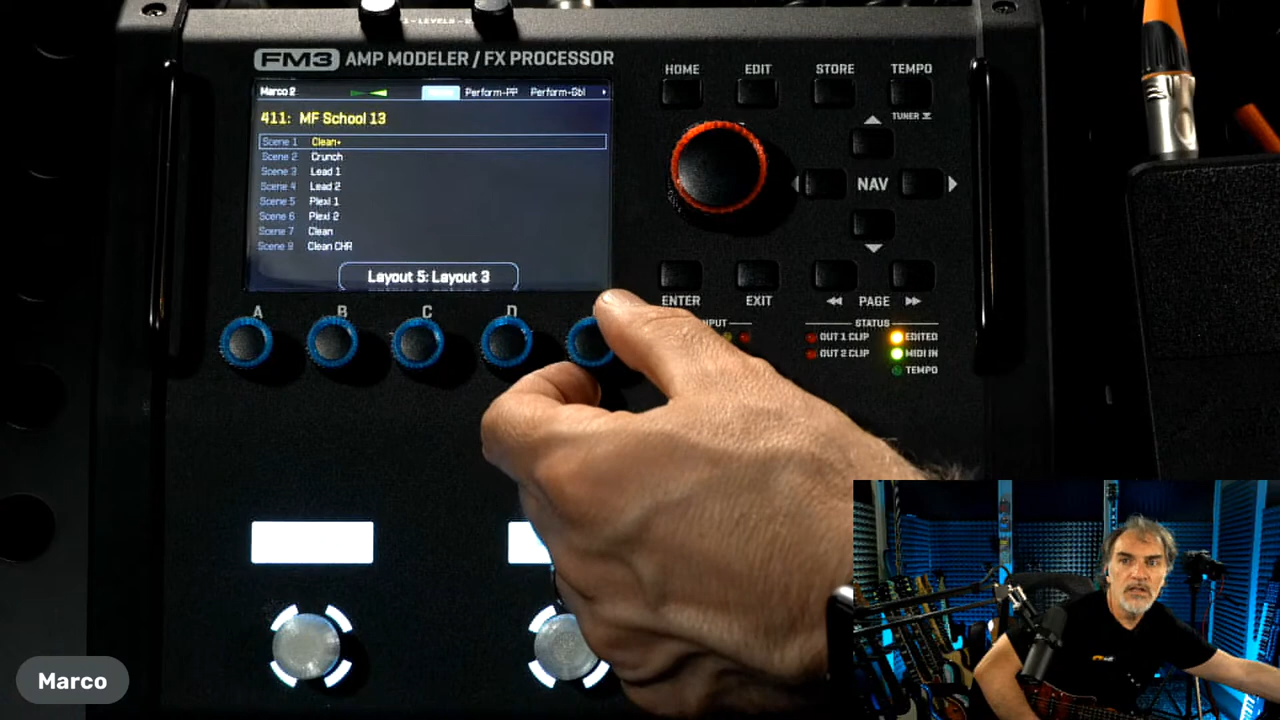 1 - LEVELS - 
FM3 AMP MODELER / FX PROCESSOR
HOME EDIT STORE TEMPO
Marco 2 Perform-PP Perform-Gbl
TUNER
411: MF School 13
Scene 1 Clean+
Scene 2 Crunch
Scene 3 Lead 1
Scene 4 Lead 2
Scene 5 Plexi 1
Scene 6 Plexi 2
Scene 7 Clean
Scene 8 Clean CHR
NAV
Layout 5: Layout 3
ENTER EXIT PAGE
A B C D
STATUS
OUT 1 CLIP EDITED
OUT 2 CLIP MIDI IN
TEMPO
Marco